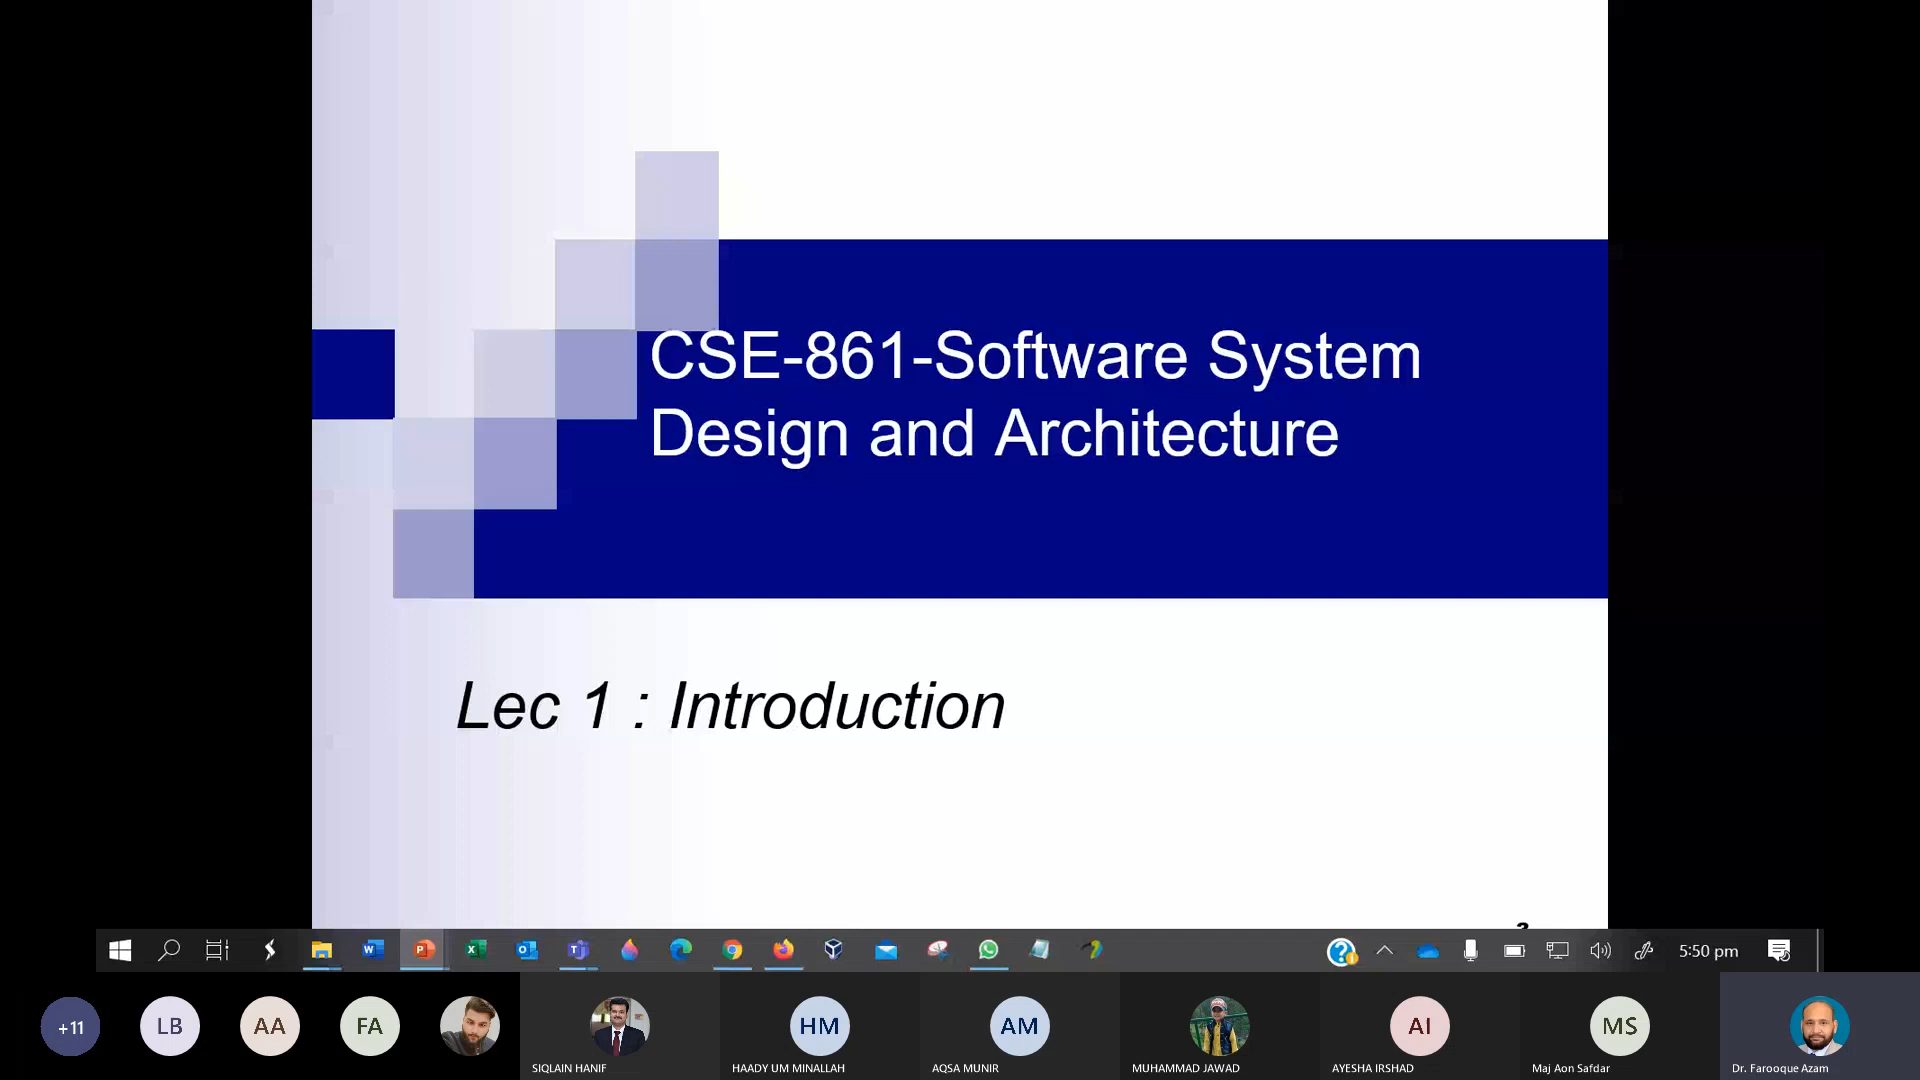 CSE-861-Software System
Design and Architecture
Lec 1 : Introduction
5:50 pm
+11
LB
AA
FA
HM
AM
AI
MS
SIQLAIN HANIF
HAADY UM MINALLAH
AQSA MUNIR
MUHAMMAD JAWAD
AYESHA IRSHAD
Maj Aon Safdar
Dr. Farooque Azam